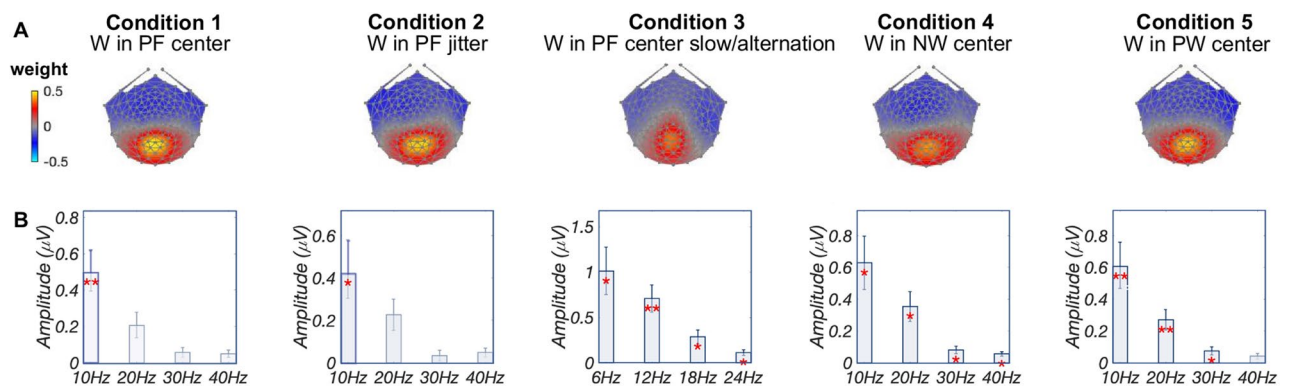 A
Condition 1
W in PF center
Condition 2
W in PF jitter
Condition 3
W in PF center slow/alternation
Condition 4
W in NW center
Condition 5
W in PW center
weight
0.5
0
-0.5
B
Amplitude (μV)
0.8
0.6
0.4
0.2
0
10Hz 20Hz 30Hz 40Hz
Amplitude (μV)
0.6
0.4
0.2
0
10Hz 20Hz 30Hz 40Hz
Amplitude (μV)
1.5
1
0.5
0
6Hz 12Hz 18Hz 24Hz
Amplitude (μV)
0.8
0.6
0.4
0.2
0
10Hz 20Hz 30Hz 40Hz
Amplitude (μV)
0.8
0.6
0.4
0.2
0
10Hz 20Hz 30Hz 40Hz